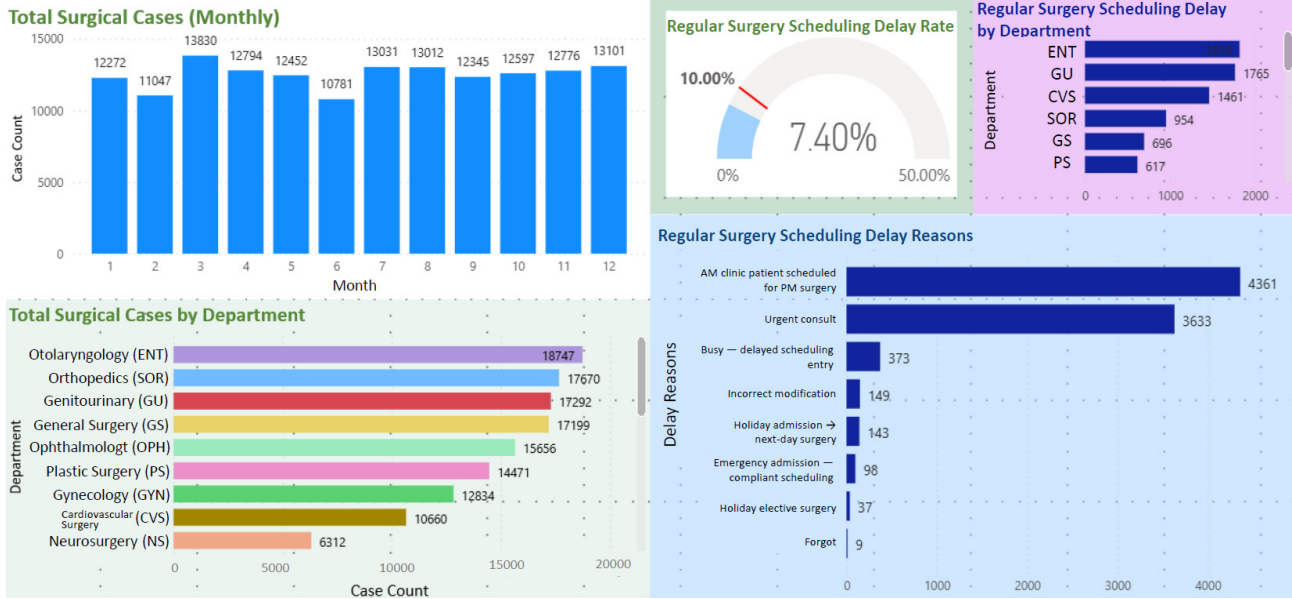 Total Surgical Cases (Monthly)
15000
10000
5000
0
Case Count
12272
11047
13830
12794
12452
10781
13031
13012
12345
12597
12776
13101
1 2 3 4 5 6 7 8 9 10 11 12
Month
Regular Surgery Scheduling Delay Rate
10.00%
7.40%
0%
50.00%
Regular Surgery Scheduling Delay
by Department
Department
ENT
GU 1765
CVS 1461
SOR 954
GS 696
PS 617
0 1000 2000
Total Surgical Cases by Department
Department
Otolaryngology (ENT) 18747
Orthopedics (SOR) 17670
Genitourinary (GU) 17292
General Surgery (GS) 17199
Ophthalmologt (OPH) 15656
Plastic Surgery (PS) 14471
Gynecology (GYN) 12834
Cardiovascular (CVS) 10660
Surgery
Neurosurgery (NS) 6312
0 5000 10000 15000 20000
Case Count
Regular Surgery Scheduling Delay Reasons
Delay Reasons
AM clinic patient scheduled
for PM surgery
4361
Urgent consult 3633
Busy — delayed scheduling
entry
373
Incorrect modification 149
Holiday admission →
next-day surgery
143
Emergency admission —
compliant scheduling
98
Holiday elective surgery 37
Forgot 9
0 1000 2000 3000 4000